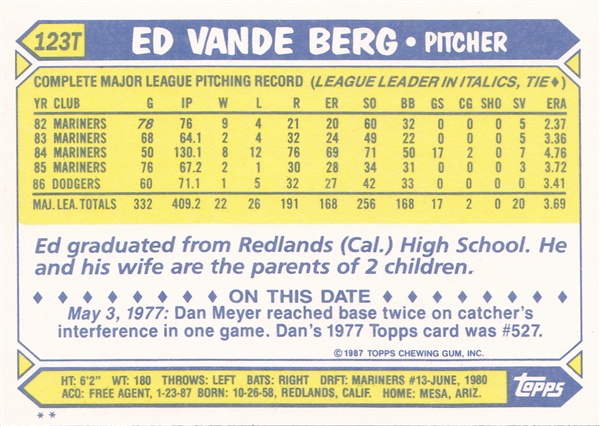 123T ED VANDE BERG • PITCHER
COMPLETE MAJOR LEAGUE PITCHING RECORD (LEAGUE LEADER IN ITALICS, TIE♦)
YR CLUB G IP W L R ER SO BB GS CG SHO SV ERA
82 MARINERS 78 76 9 4 21 20 60 32 0 0 0 5 2.37
83 MARINERS 68 64.1 2 4 32 24 49 22 0 0 0 5 3.36
84 MARINERS 50 130.1 8 12 76 69 71 50 17 2 0 7 4.76
85 MARINERS 76 67.2 2 1 30 28 34 31 0 0 0 3 3.72
86 DODGERS 60 71.1 1 5 32 27 42 33 0 0 0 0 3.41
MAJ. LEA. TOTALS 332 409.2 22 26 191 168 256 168 17 2 0 20 3.69
Ed graduated from Redlands (Cal.) High School. He
and his wife are the parents of 2 children.
♦ ♦ ♦ ♦ ♦ ♦ ♦ ON THIS DATE ♦ ♦ ♦ ♦ ♦ ♦ ♦
May 3, 1977: Dan Meyer reached base twice on catcher's
interference in one game. Dan's 1977 Topps card was #527.
©1987 TOPPS CHEWING GUM, INC.
HT: 6'2" WT: 180 THROWS: LEFT BATS: RIGHT DRFT: MARINERS #13-JUNE, 1980
ACQ: FREE AGENT, 1-23-87 BORN: 10-26-58, REDLANDS, CALIF. HOME: MESA, ARIZ.
Topps
**